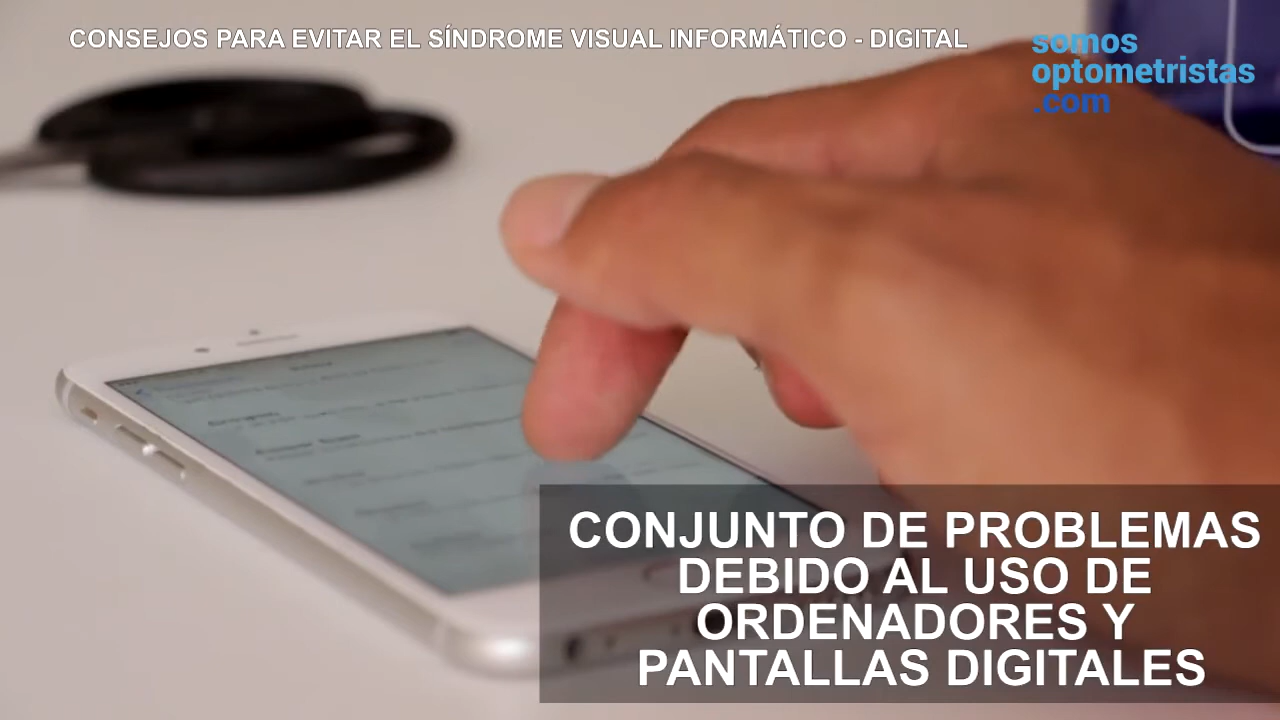 CONSEJOS PARA EVITAR EL SÍNDROME VISUAL INFORMÁTICO - DIGITAL
somos
optometristas
.com
CONJUNTO DE PROBLEMAS
DEBIDO AL USO DE
ORDENADORES Y
PANTALLAS DIGITALES